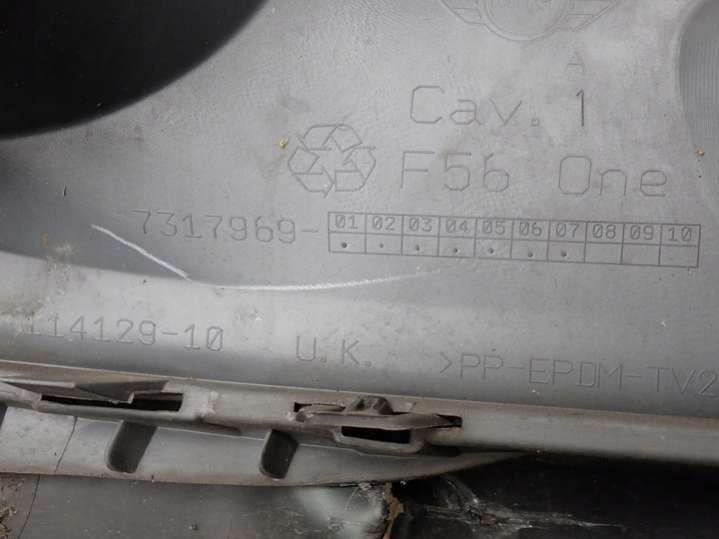 A
Cav. 1
F56 One
7317969- 01 02 03 04 05 06 07 08 09 10
114129-10 U.K. >PP-EPDM-TV2